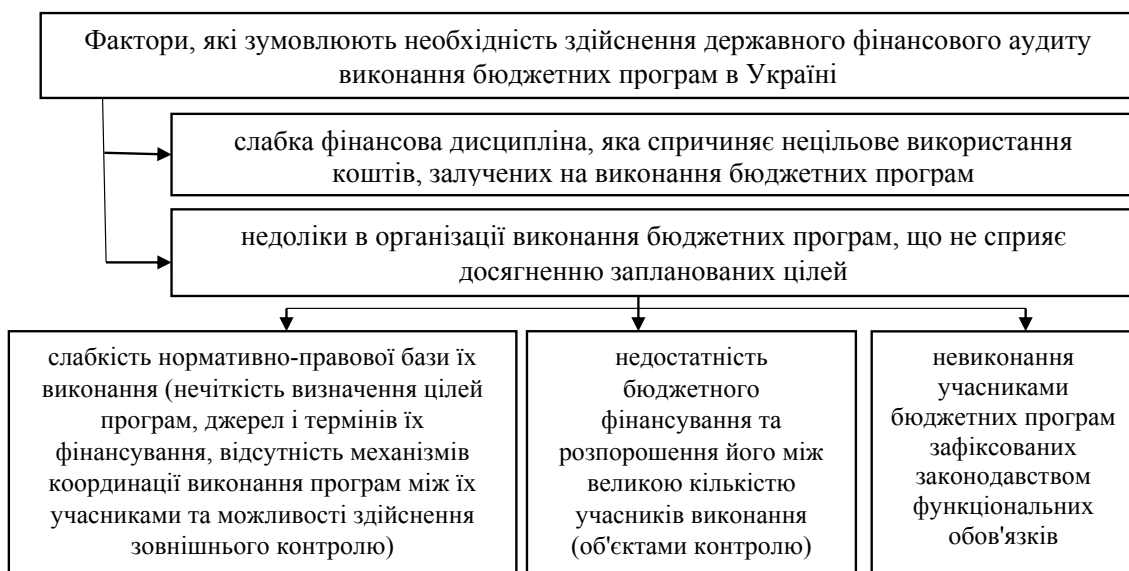 Фактори, які зумовлюють необхідність здійснення державного фінансового аудиту
виконання бюджетних програм в Україні
слабка фінансова дисципліна, яка спричиняє нецільове використання
коштів, залучених на виконання бюджетних програм
недоліки в організації виконання бюджетних програм, що не сприяє
досягненню запланованих цілей
слабкість нормативно-правової бази їх
виконання (нечіткість визначення цілей
програм, джерел і термінів їх
фінансування, відсутність механізмів
координації виконання програм між їх
учасниками та можливості здійснення
зовнішнього контролю)
недостатність
бюджетного
фінансування та
розпорошення його між
великою кількістю
учасників виконання
(об'єктами контролю)
невиконання
учасниками
бюджетних програм
зафіксованих
законодавством
функціональних
обов'язків